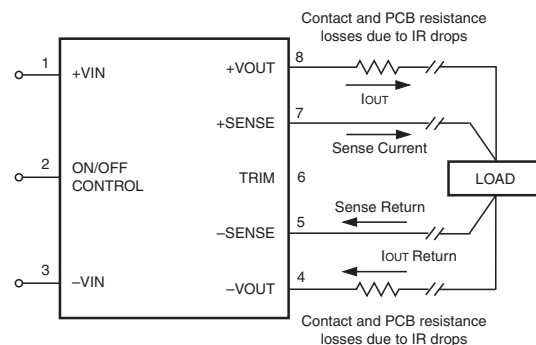 Contact and PCB resistance
losses due to IR drops
1
+VIN
+VOUT
8
IOUT
7
+SENSE
Sense Current
2
ON/OFF
CONTROL
TRIM
6
LOAD
Sense Return
5
–SENSE
IOUT Return
3
–VIN
–VOUT
4
Contact and PCB resistance
losses due to IR drops